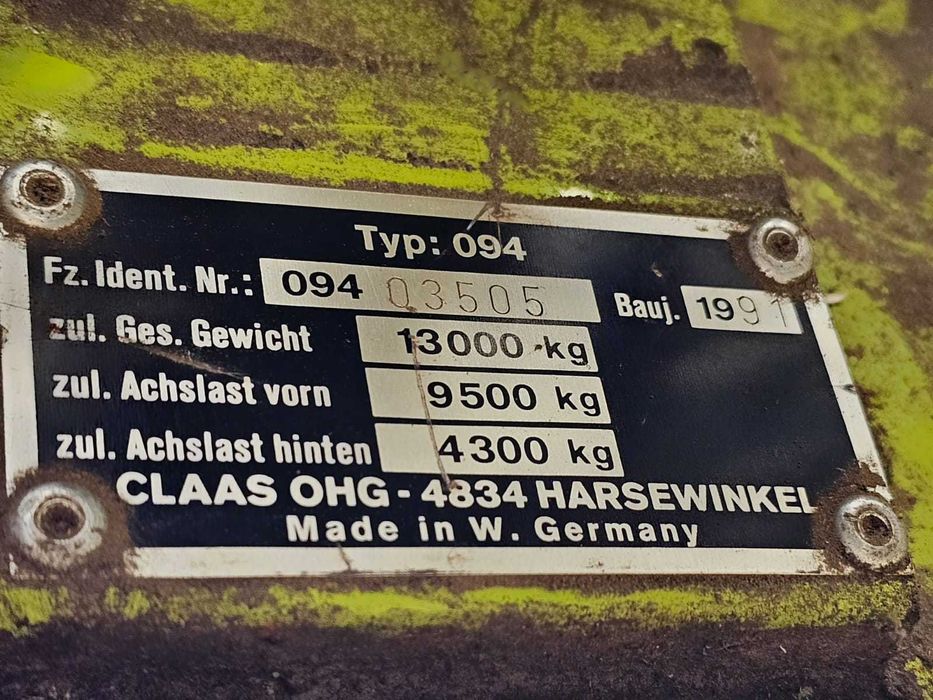 Typ: 094
Fz. Ident. Nr.: 094 03505 Bauj. 1991
zul. Ges. Gewicht 13000 kg
zul. Achslast vorn 9500 kg
zul. Achslast hinten 4300 kg
CLAAS OHG - 4834 HARSEWINKEL
Made in W. Germany